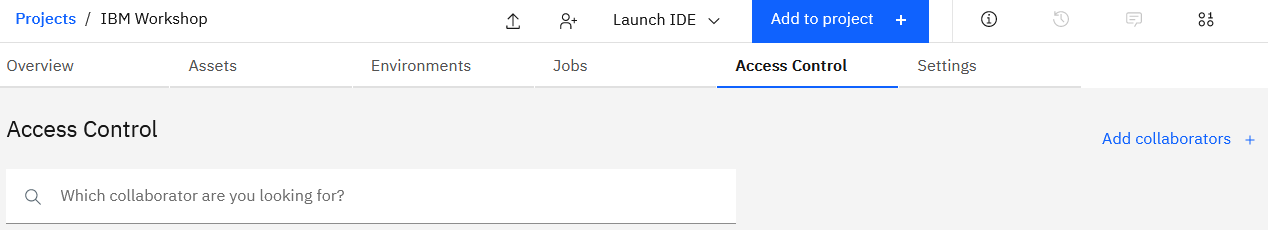 Projects / IBM Workshop Launch IDE Add to project +
Overview Assets Environments Jobs Access Control Settings
Access Control
Add collaborators +
Which collaborator are you looking for?